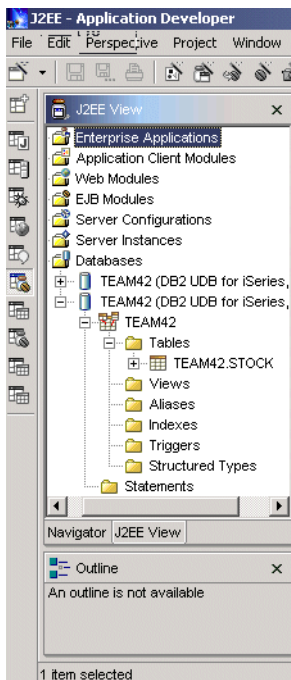 J2EE - Application Developer
File Edit Perspective Project Window
J2EE View
Enterprise Applications
Application Client Modules
Web Modules
EJB Modules
Server Configurations
Server Instances
Databases
TEAM42 (DB2 UDB for iSeries,
TEAM42 (DB2 UDB for iSeries,
TEAM42
Tables
TEAM42.STOCK
Views
Aliases
Indexes
Triggers
Structured Types
Statements
Navigator J2EE View
Outline
An outline is not available
1 item selected